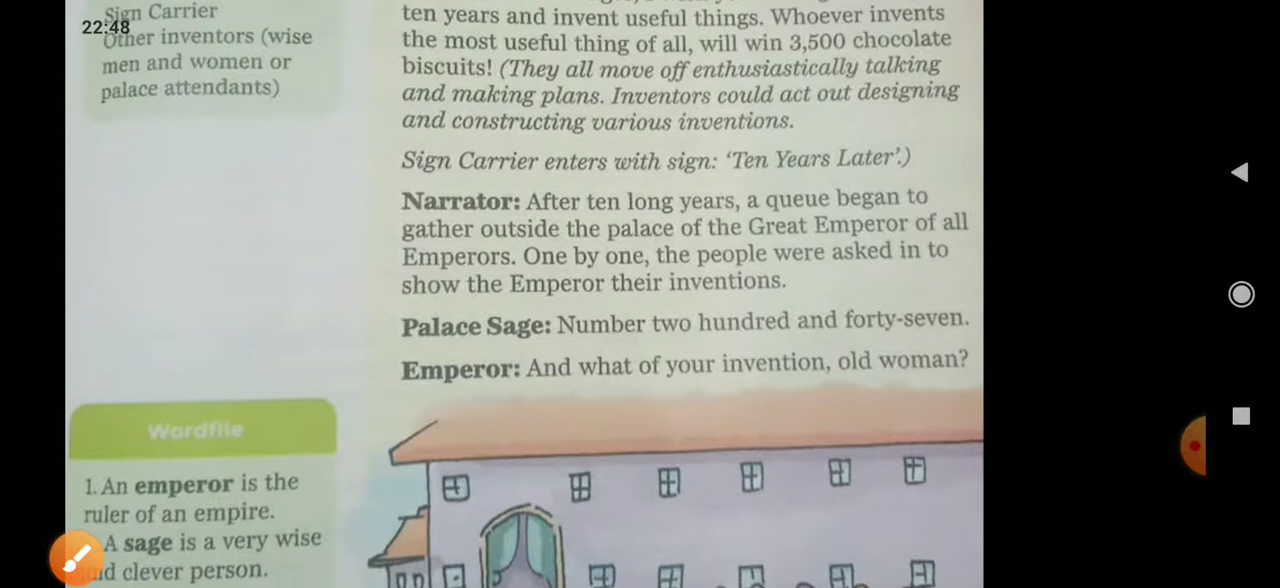 22:48
Sign Carrier
Other inventors (wise
men and women or
palace attendants)
ten years and invent useful things. Whoever invents
the most useful thing of all, will win 3,500 chocolate
biscuits! (They all move off enthusiastically talking
and making plans. Inventors could act out designing
and constructing various inventions.
Sign Carrier enters with sign: ‘Ten Years Later’.)
Narrator: After ten long years, a queue began to
gather outside the palace of the Great Emperor of all
Emperors. One by one, the people were asked in to
show the Emperor their inventions.
Palace Sage: Number two hundred and forty-seven.
Emperor: And what of your invention, old woman?
Wordfile
1. An emperor is the
ruler of an empire.
A sage is a very wise
clever person.